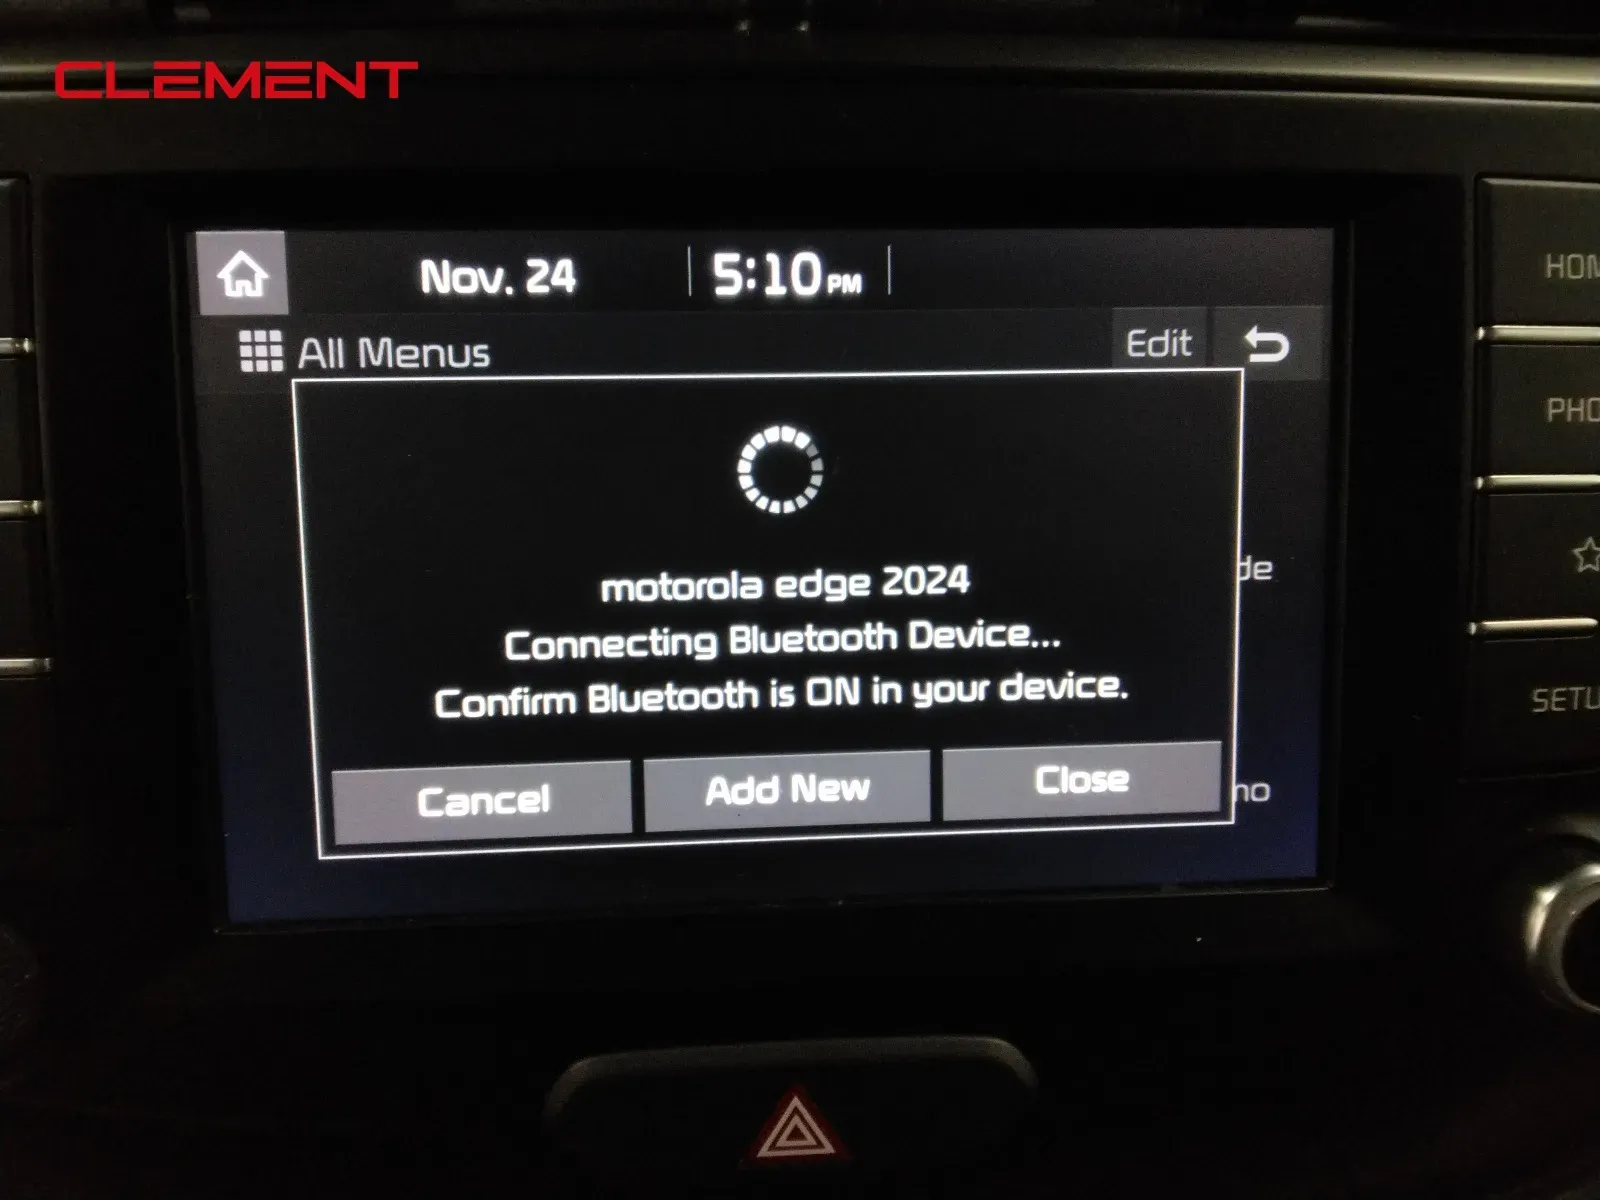 CLEMENT
Nov. 24
5:10 PM
All Menus
Edit
motorola edge 2024
Connecting Bluetooth Device...
Confirm Bluetooth is ON in your device.
Cancel
Add New
Close